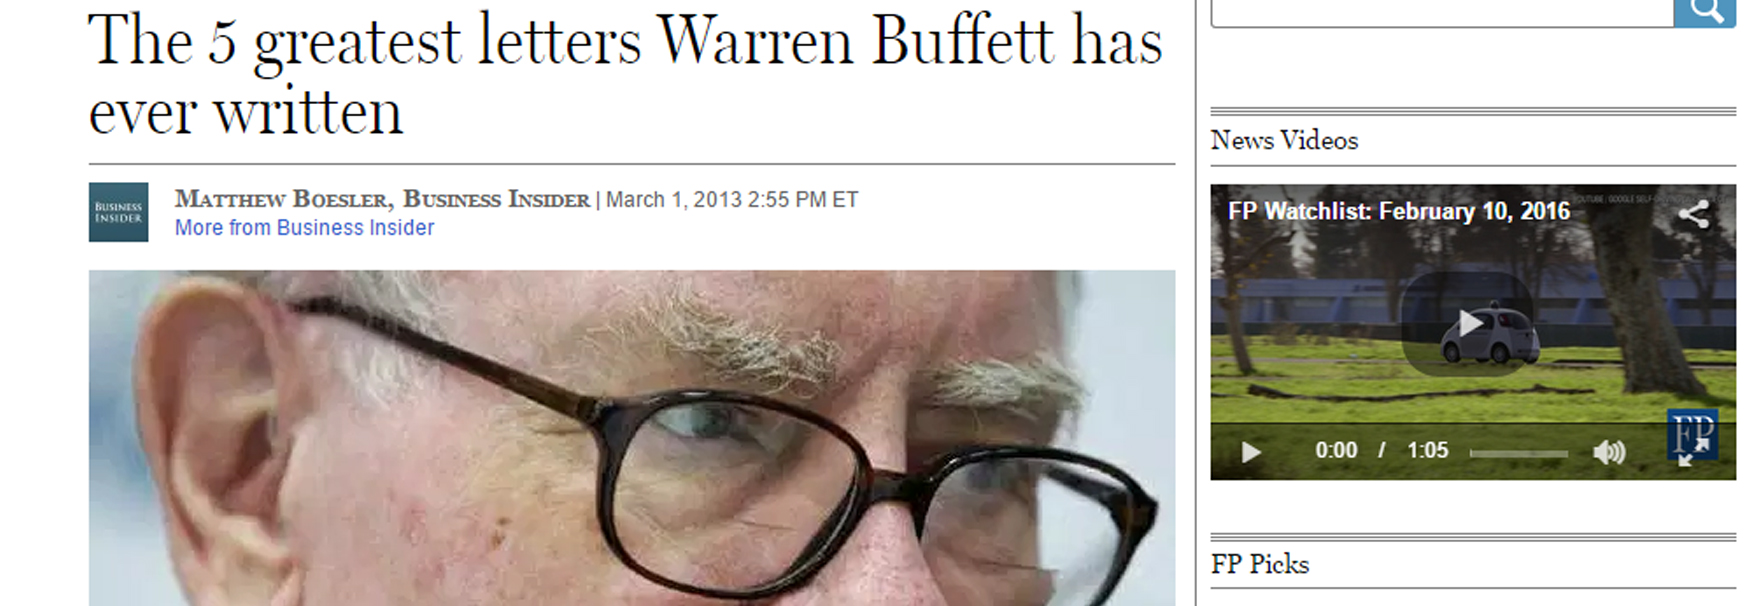 The 5 greatest letters Warren Buffett has
ever written
BUSINESS
INSIDER
MATTHEW BOESLER, BUSINESS INSIDER | March 1, 2013 2:55 PM ET
More from Business Insider
News Videos
FP Watchlist: February 10, 2016
FP
0:00 / 1:05
FP Picks